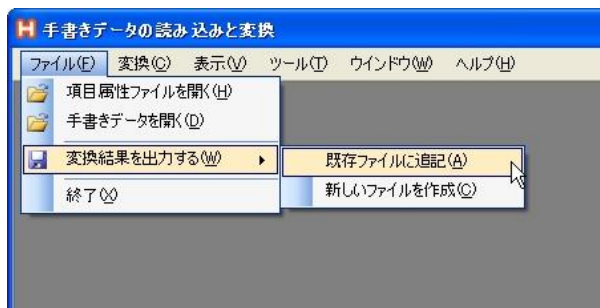 H 手書きデータの読み込みと変換
ファイル(F) 変換(C) 表示(V) ツール(T) ウインドウ(W) ヘルプ(H)
項目属性ファイルを開く(H)
手書きデータを開く(D)
変換結果を出力する(W)
既存ファイルに追記(A)
新しいファイルを作成(C)
終了(X)